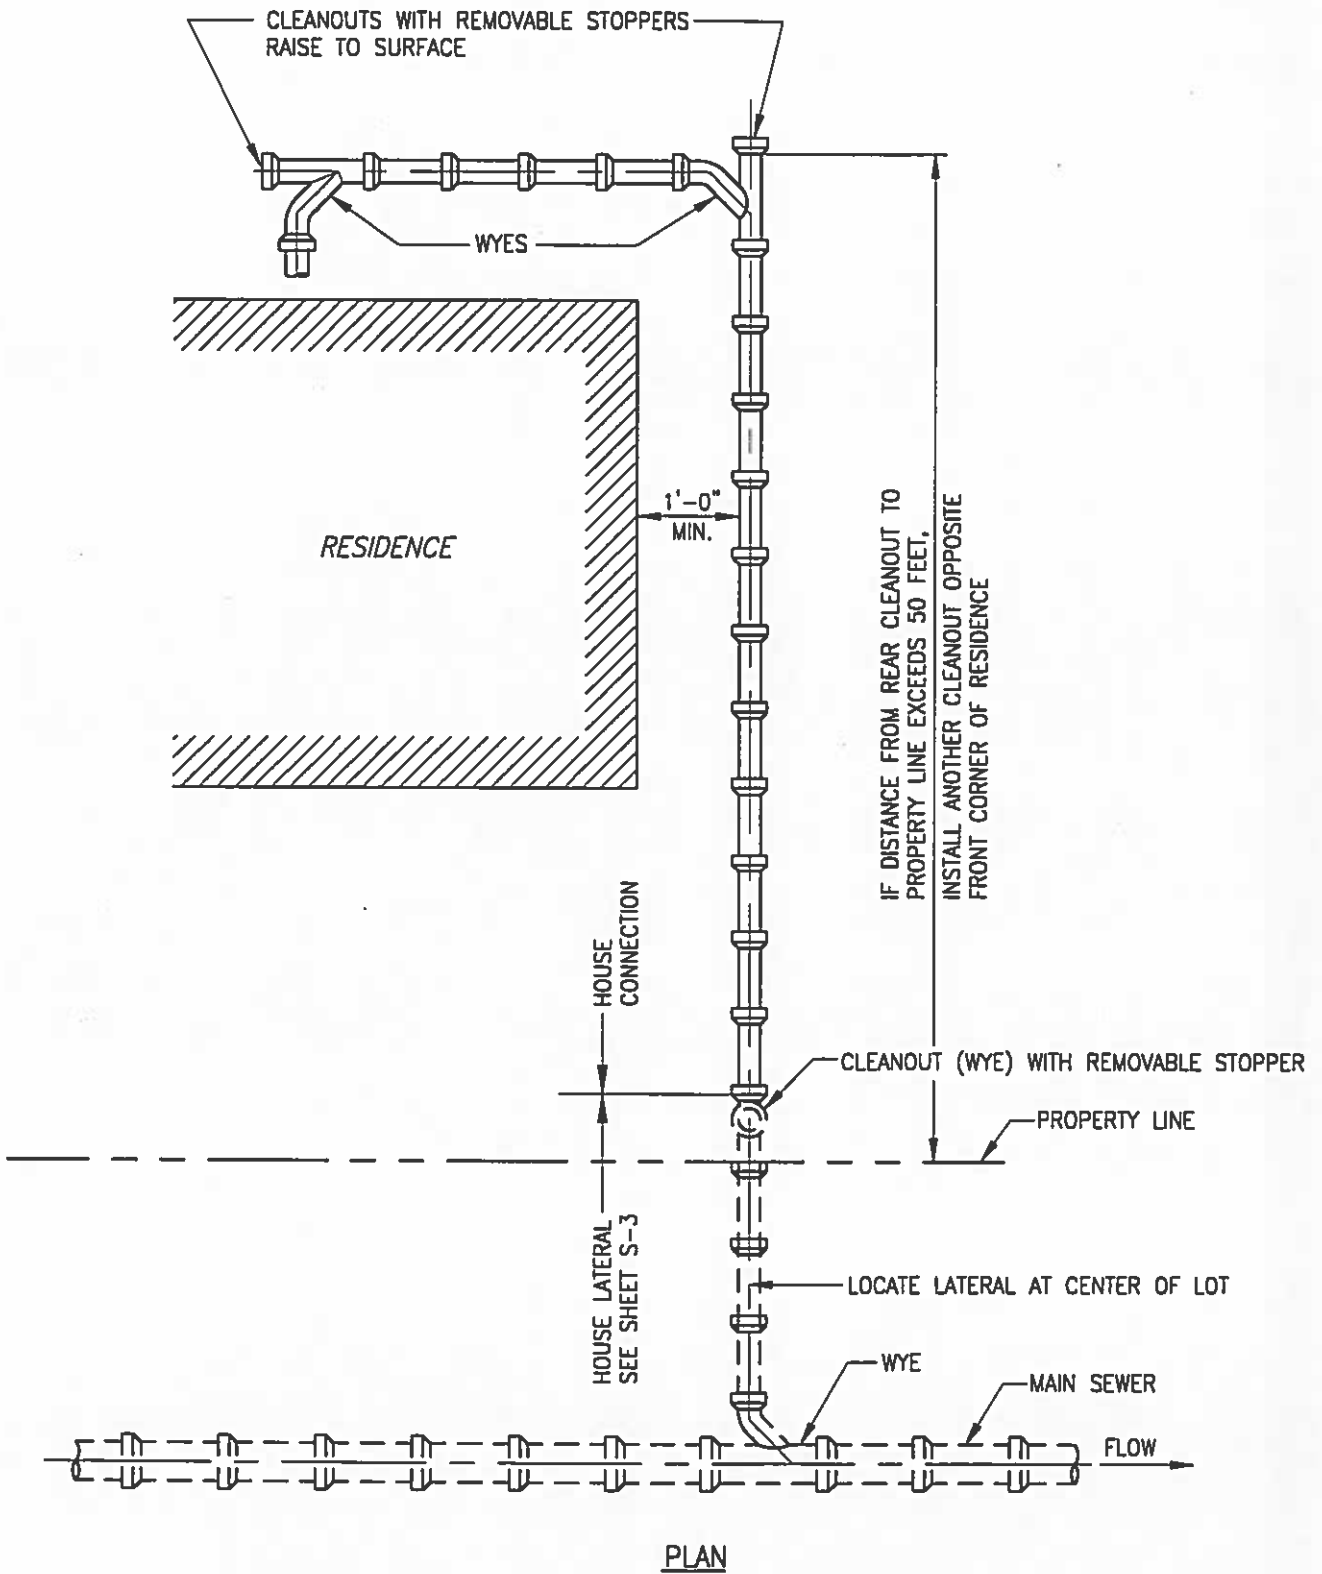 CLEANOUTS WITH REMOVABLE STOPPERS
RAISE TO SURFACE
WYES
1'-0"
MIN.
RESIDENCE
IF DISTANCE FROM REAR CLEANOUT TO
PROPERTY LINE EXCEEDS 50 FEET,
INSTALL ANOTHER CLEANOUT OPPOSITE
FRONT CORNER OF RESIDENCE
HOUSE
CONNECTION
CLEANOUT (WYE) WITH REMOVABLE STOPPER
PROPERTY LINE
HOUSE LATERAL
SEE SHEET S-3
LOCATE LATERAL AT CENTER OF LOT
WYE
MAIN SEWER
FLOW
PLAN